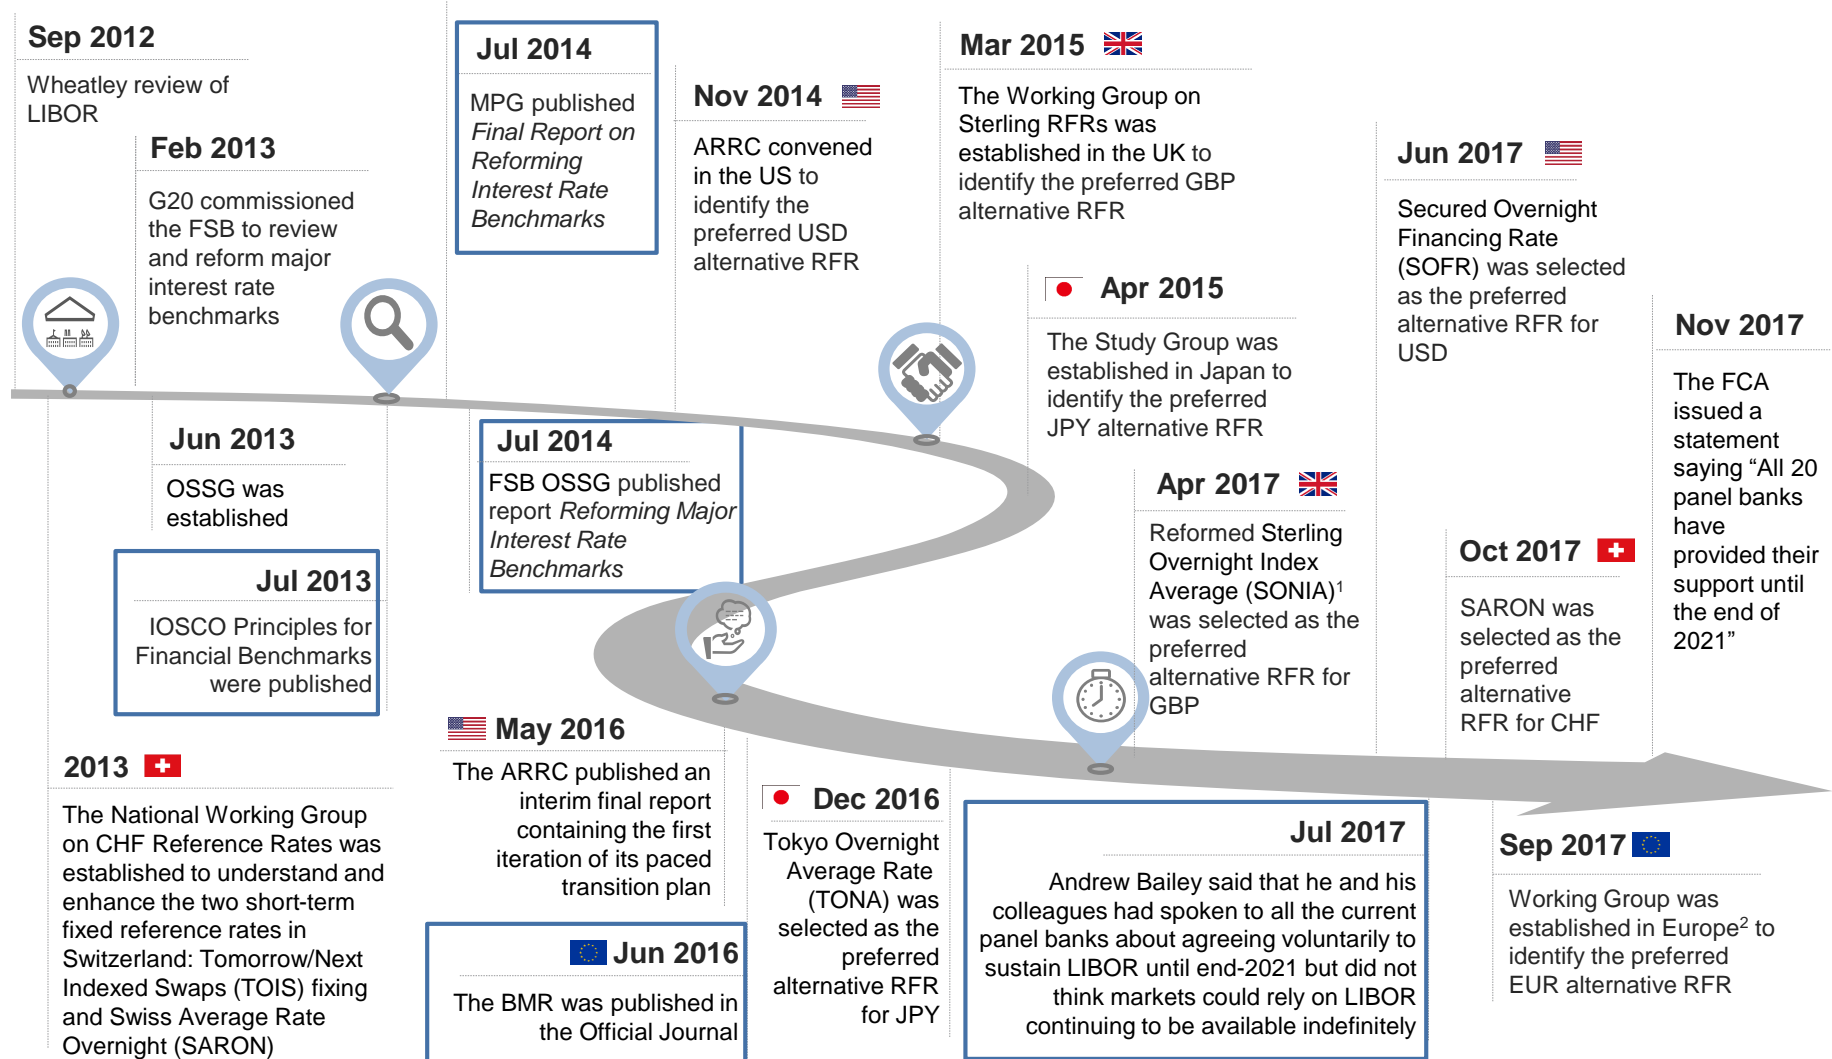 Sep 2012
Wheatley review of
LIBOR
Feb 2013
G20 commissioned
the FSB to review
and reform major
interest rate
benchmarks
Jul 2014
MPG published
Final Report on
Reforming
Interest Rate
Benchmarks
Nov 2014
ARRC convened
in the US to
identify the
preferred USD
alternative RFR
Mar 2015
The Working Group on
Sterling RFRs was
established in the UK to
identify the preferred GBP
alternative RFR
Apr 2015
The Study Group was
established in Japan to
identify the preferred
JPY alternative RFR
Jun 2017
Secured Overnight
Financing Rate
(SOFR) was selected
as the preferred
alternative RFR for
USD
Nov 2017
The FCA
issued a
statement
saying “All 20
panel banks
have
provided their
support until
the end of
2021”
Jun 2013
OSSG was
established
Jul 2014
FSB OSSG published
report Reforming Major
Interest Rate
Benchmarks
Apr 2017
Reformed Sterling
Overnight Index
Average (SONIA)1
was selected as the
preferred
alternative RFR for
GBP
Oct 2017
SARON was
selected as the
preferred
alternative
RFR for CHF
Jul 2013
IOSCO Principles for
Financial Benchmarks
were published
2013
The National Working Group
on CHF Reference Rates was
established to understand and
enhance the two short-term
fixed reference rates in
Switzerland: Tomorrow/Next
Indexed Swaps (TOIS) fixing
and Swiss Average Rate
Overnight (SARON)
May 2016
The ARRC published an
interim final report
containing the first
iteration of its paced
transition plan
Jun 2016
The BMR was published in
the Official Journal
Dec 2016
Tokyo Overnight
Average Rate
(TONA) was
selected as the
preferred
alternative RFR
for JPY
Jul 2017
Andrew Bailey said that he and his
colleagues had spoken to all the current
panel banks about agreeing voluntarily to
sustain LIBOR until end-2021 but did not
think markets could rely on LIBOR
continuing to be available indefinitely
Sep 2017
Working Group was
established in Europe2 to
identify the preferred
EUR alternative RFR